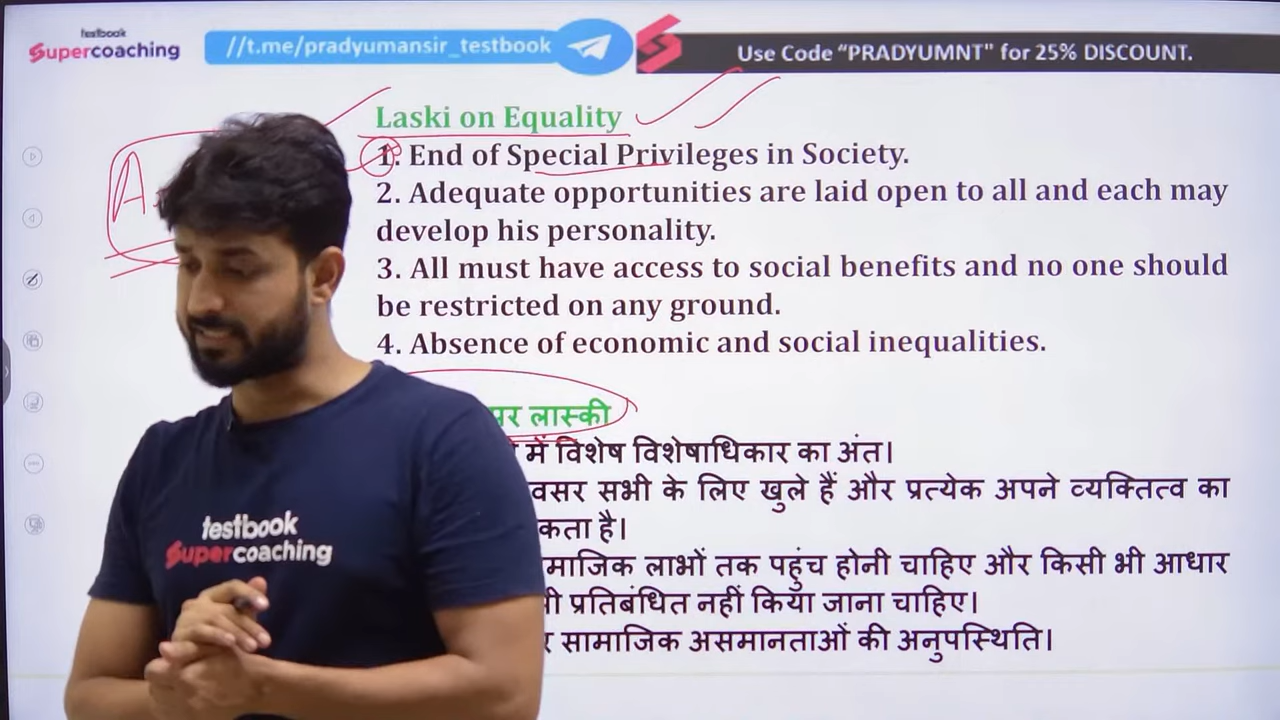 testbook
Supercoaching
//t.me/pradyumansir_testbook
Use Code “PRADYUMNT" for 25% DISCOUNT.
Laski on Equality
1. End of Special Privileges in Society.
2. Adequate opportunities are laid open to all and each may
develop his personality.
3. All must have access to social benefits and no one should
be restricted on any ground.
4. Absence of economic and social inequalities.
लास्की
में विशेष विशेषाधिकार का अंत।
सभी के लिए खुले हैं और प्रत्येक अपने व्यक्तित्व का
है।
लाभों तक पहुंच होनी चाहिए और किसी भी आधार
प्रतिबंधित नहीं किया जाना चाहिए।
सामाजिक असमानताओं की अनुपस्थिति।
testbook
Supercoaching